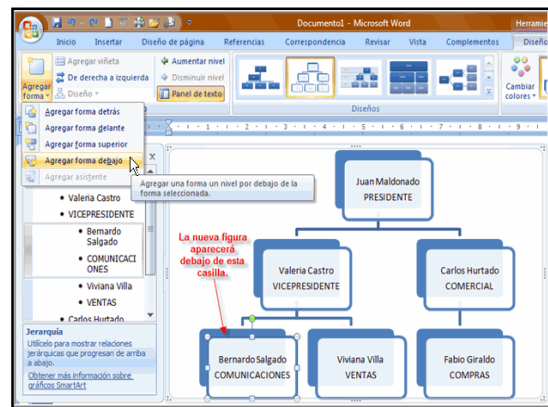 Documento1 - Microsoft Word
Herramie
Inicio Insertar Diseño de página Referencias Correspondencia Revisar Vista Complementos Diseño
Agregar forma
Agregar viñeta
De derecha a izquierda
Diseño
Aumentar nivel
Disminuir nivel
Panel de texto
Diseños
Cambiar colores
Agregar forma detrás
Agregar forma delante
Agregar forma superior
Agregar forma debajo
Agregar asistente
Agregar una forma un nivel por debajo de la
forma seleccionada.
Valeria Castro
VICEPRESIDENTE
Bernardo
Salgado
COMUNICACI
ONES
Viviana Villa
VENTAS
Carlos Hurtado
Jerarquía
Utilícelo para mostrar relaciones
jerárquicas que progresan de arriba
a abajo.
Obtener más información sobre
gráficos SmartArt
La nueva figura
aparecerá
debajo de esta
casilla.
Juan Maldonado
PRESIDENTE
Valeria Castro
VICEPRESIDENTE
Carlos Hurtado
COMERCIAL
Bernardo Salgado
COMUNICACIONES
Viviana Villa
VENTAS
Fabio Giraldo
COMPRAS